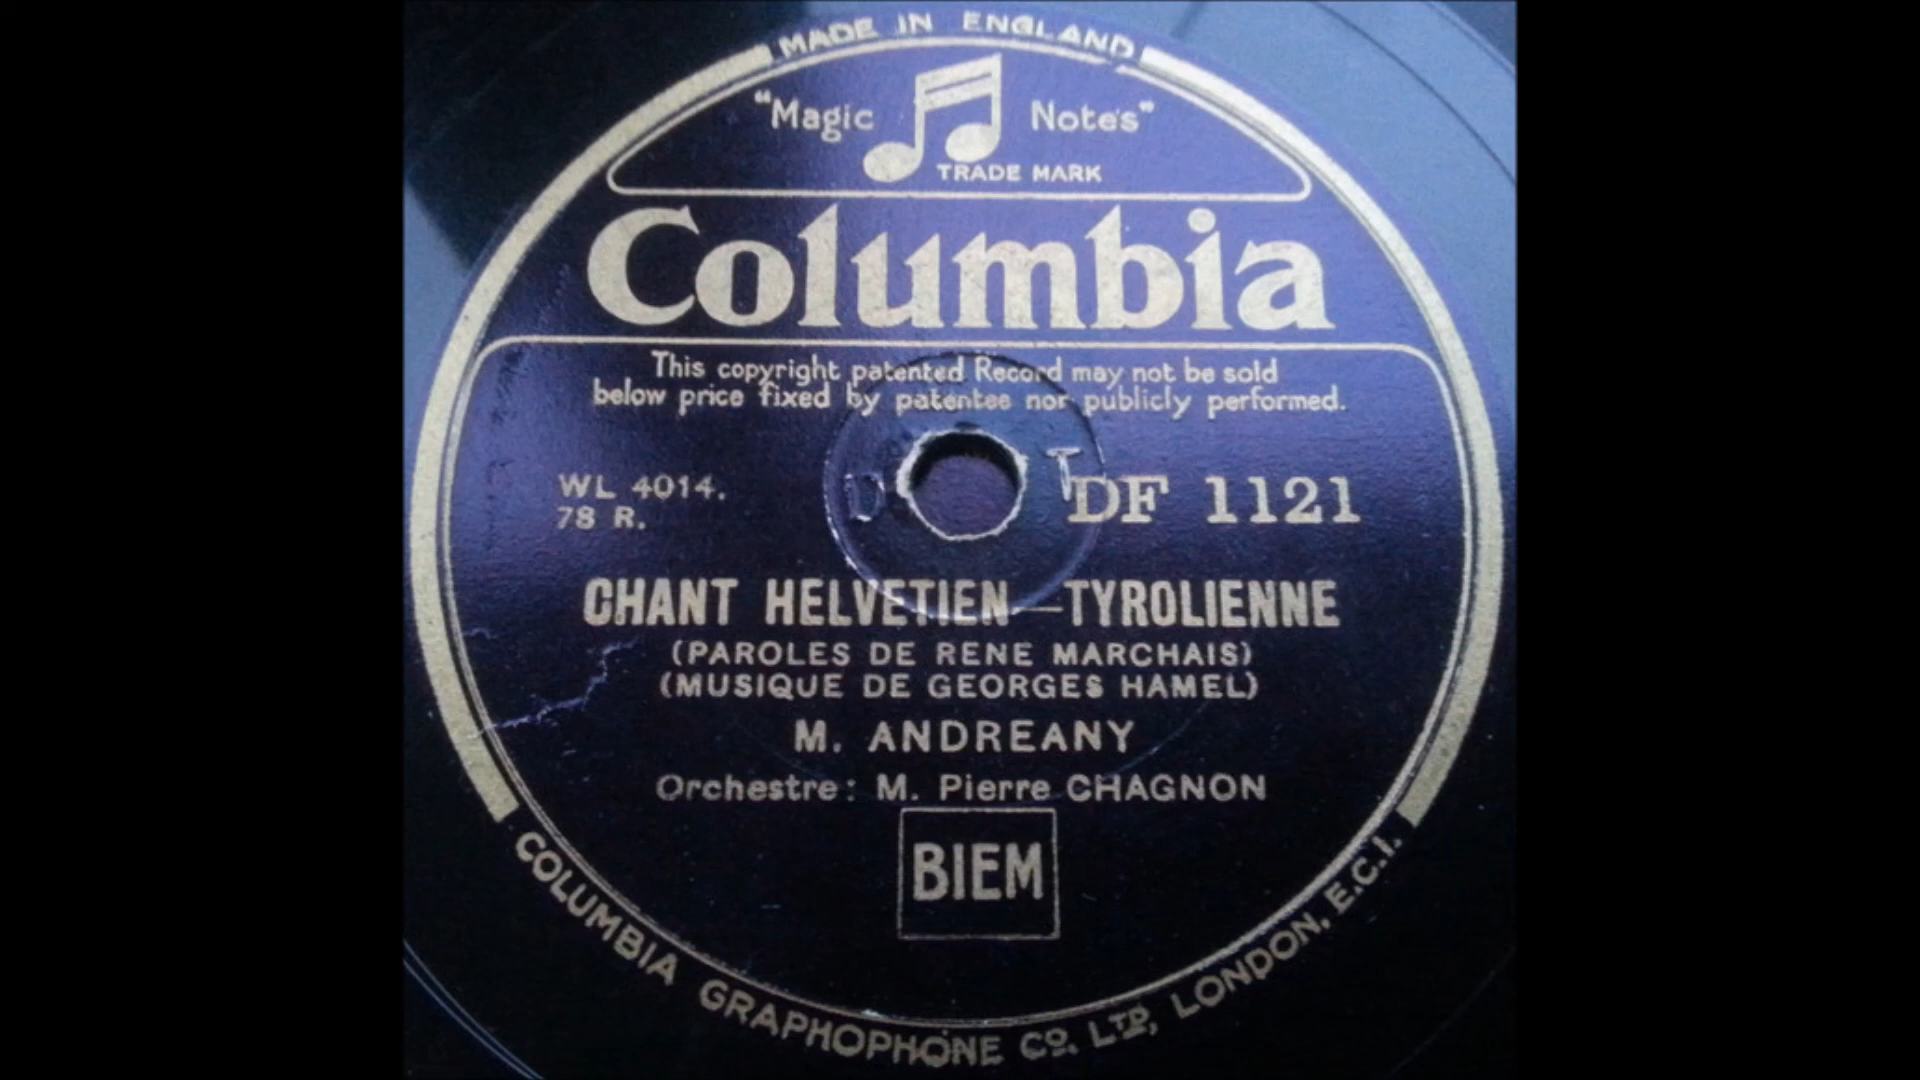 MADE IN ENGLAND
"Magic Notes"
TRADE MARK
Columbia
This copyright patented Record may not be sold
below price fixed by patentee nor publicly performed.
WL 4014.
78 R.
DF 1121
CHANT HELVETIEN—TYROLIENNE
(PAROLES DE RENE MARCHAIS)
(MUSIQUE DE GEORGES HAMEL)
M. ANDREANY
Orchestre: M. Pierre CHAGNON
BIEM
COLUMBIA GRAPHOPHONE CO. LTD, LONDON, E.C.1.